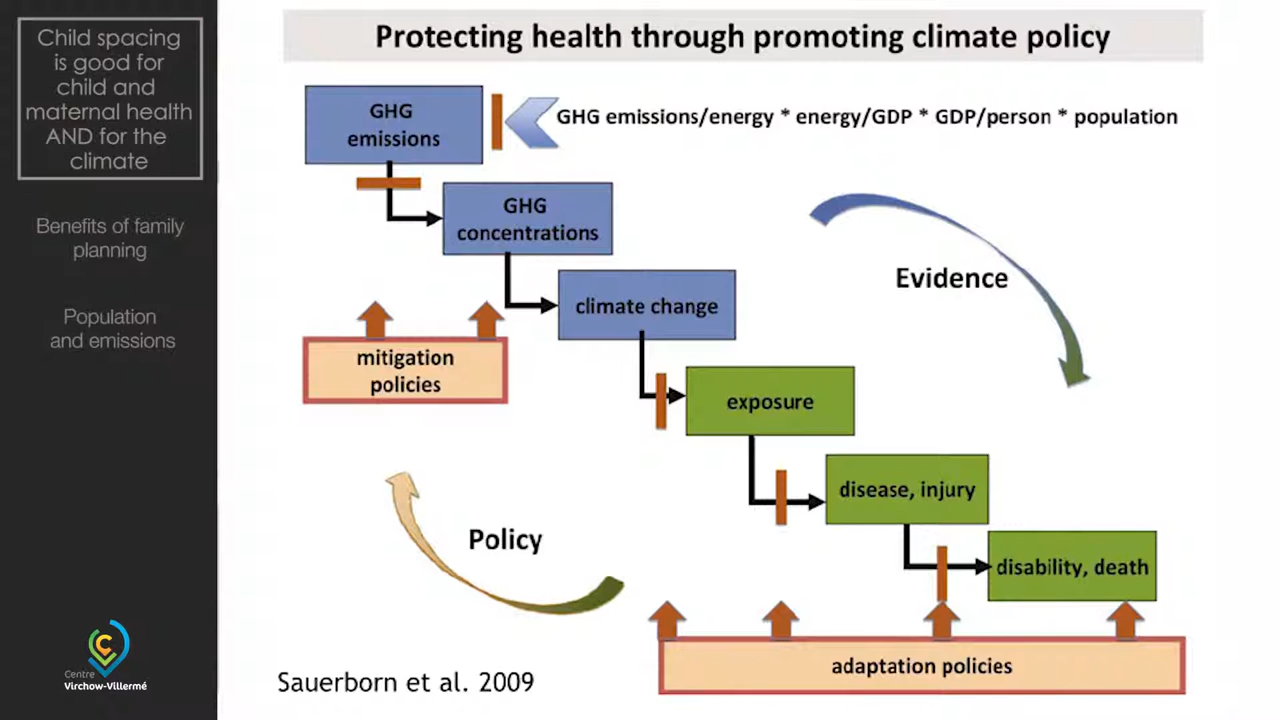 Child spacing
is good for
child and
maternal health
AND for the
climate
Benefits of family
planning
Population
and emissions
Centre
Virchow-Villermé
Protecting health through promoting climate policy
GHG
emissions
GHG emissions/energy * energy/GDP * GDP/person * population
GHG
concentrations
climate change
Evidence
mitigation
policies
exposure
disease, injury
Policy
disability, death
adaptation policies
Sauerborn et al. 2009